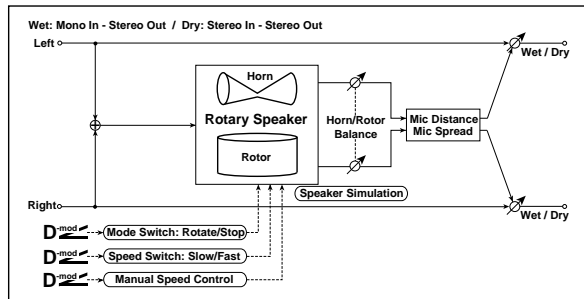 Wet: Mono In - Stereo Out / Dry: Stereo In - Stereo Out
Left
Wet / Dry
Horn
Rotary Speaker
Rotor
Horn/Rotor
Balance
Mic Distance
Mic Spread
Speaker Simulation
Right
Wet / Dry
D-mod
Mode Switch: Rotate/Stop
D-mod
Speed Switch: Slow/Fast
D-mod
Manual Speed Control